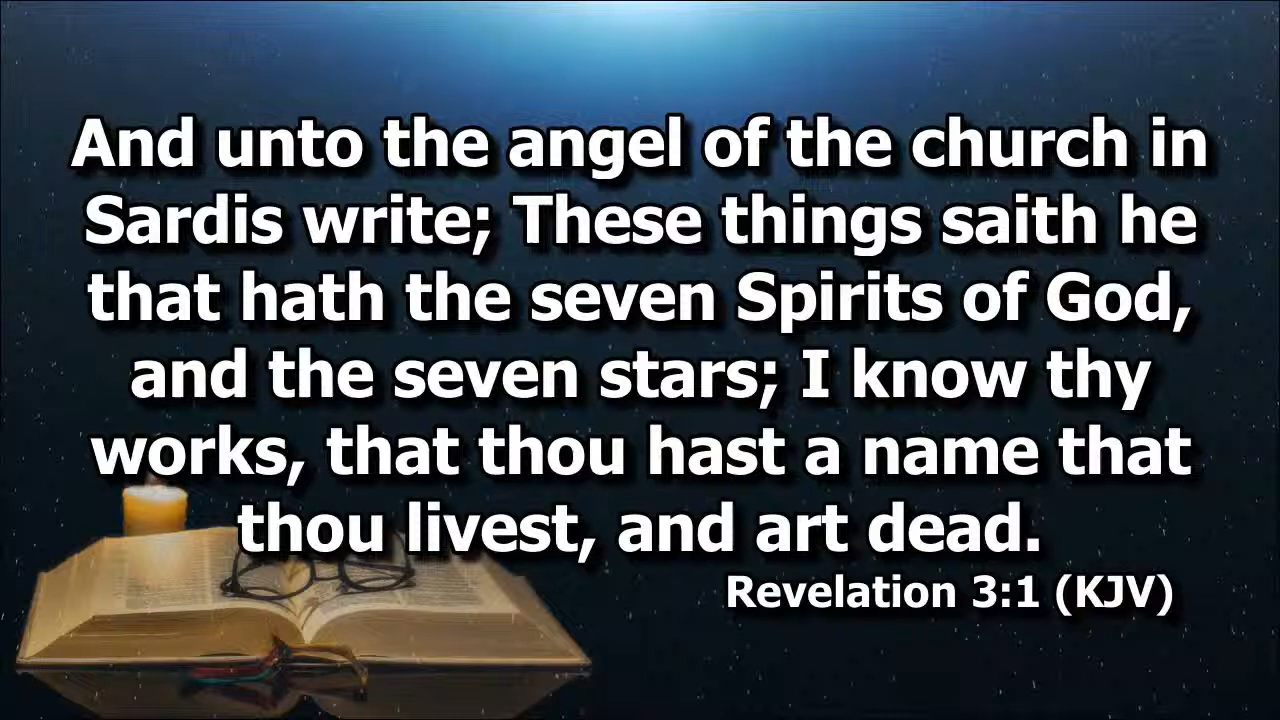 And unto the angel of the church in
Sardis write; These things saith he
that hath the seven Spirits of God,
and the seven stars; I know thy
works, that thou hast a name that
thou livest, and art dead.
Revelation 3:1 (KJV)